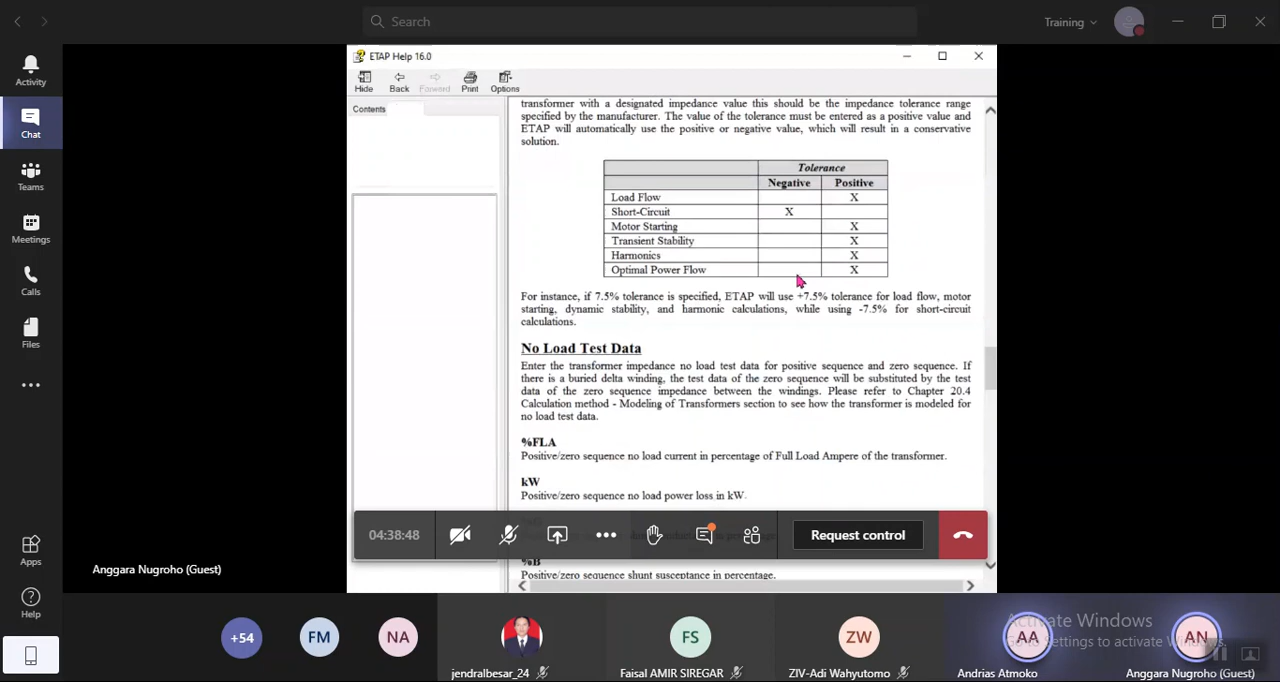 Search
Training
Activity
Chat
Teams
Meetings
Calls
Files
Apps
Help
ETAP Help 16.0
Hide Back Forward Print Options
Contents
transformer with a designated impedance value this should be the impedance tolerance range
specified by the manufacturer. The value of the tolerance must be entered as a positive value and
ETAP will automatically use the positive or negative value, which will result in a conservative
solution.
Tolerance
Negative Positive
Load Flow X
Short-Circuit X
Motor Starting X
Transient Stability X
Harmonics X
Optimal Power Flow X
For instance, if 7.5% tolerance is specified, ETAP will use +7.5% tolerance for load flow, motor
starting, dynamic stability, and harmonic calculations, while using -7.5% for short-circuit
calculations.
No Load Test Data
Enter the transformer impedance no load test data for positive sequence and zero sequence. If
there is a buried delta winding, the test data of the zero sequence will be substituted by the test
data of the zero sequence impedance between the windings. Please refer to Chapter 20.4
Calculation method - Modeling of Transformers section to see how the transformer is modeled for
no load test data.
%FLA
Positive/zero sequence no load current in percentage of Full Load Ampere of the transformer.
kW
Positive/zero sequence no load power loss in kW.
04:38:48
Request control
%B
Positive/zero sequence shunt susceptance in percentage.
Anggara Nugroho (Guest)
+54
FM
NA
jendralbesar_24
FS
Faisal AMIR SIREGAR
ZW
ZIV-Adi Wahyutomo
AA
Andrias Atmoko
AN
Anggara Nugroho (Guest)
Activate Windows
Go to Settings to activate Windows.